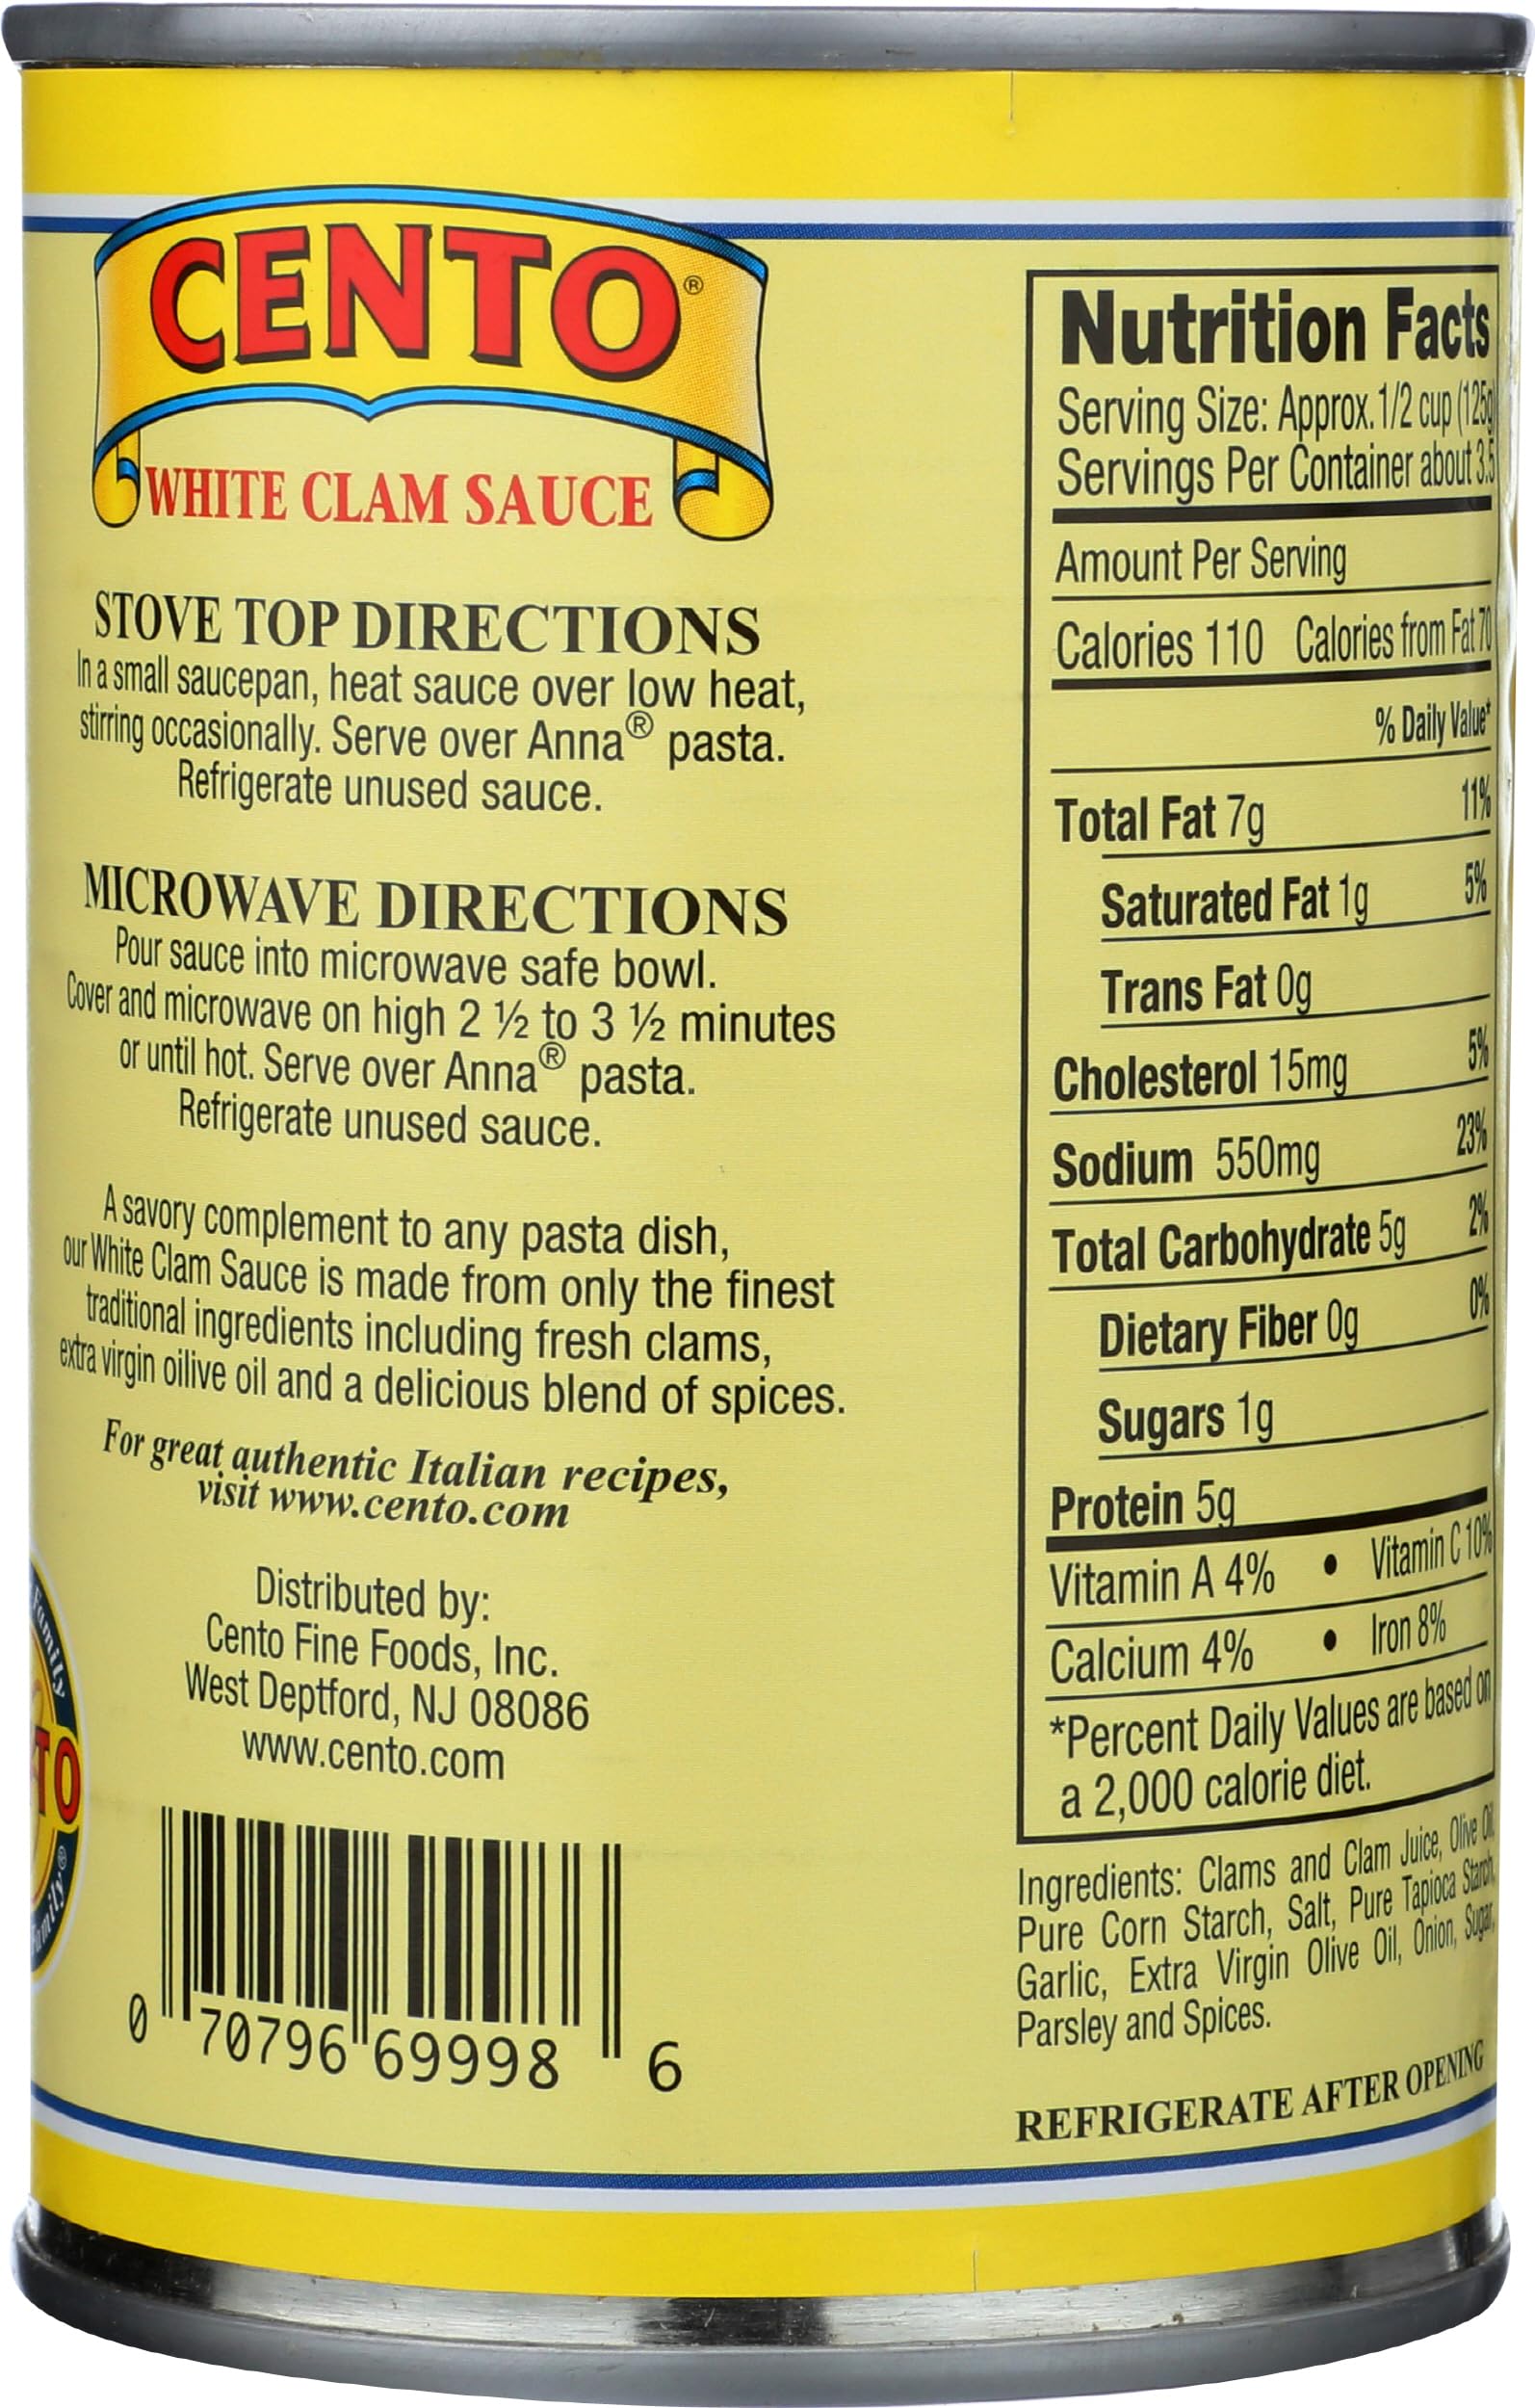 CENTO®
WHITE CLAM SAUCE
STOVE TOP DIRECTIONS
In a small saucepan, heat sauce over low heat,
stirring occasionally. Serve over Anna® pasta.
Refrigerate unused sauce.
MICROWAVE DIRECTIONS
Pour sauce into microwave safe bowl.
Cover and microwave on high 2 ½ to 3 ½ minutes
or until hot. Serve over Anna® pasta.
Refrigerate unused sauce.
A savory complement to any pasta dish,
our White Clam Sauce is made from only the finest
traditional ingredients including fresh clams,
extra virgin oilive oil and a delicious blend of spices.
For great authentic Italian recipes,
visit www.cento.com
Distributed by:
Cento Fine Foods, Inc.
West Deptford, NJ 08086
www.cento.com
0 70796 69998 6
Family
TO
Family®
Nutrition Facts
Serving Size: Approx. 1/2 cup (125g
Servings Per Container about 3.5
Amount Per Serving
Calories 110 Calories from Fat 70
% Daily Value*
Total Fat 7g 11%
Saturated Fat 1g 5%
Trans Fat 0g
Cholesterol 15mg 5%
Sodium 550mg 23%
Total Carbohydrate 5g 2%
Dietary Fiber 0g 0%
Sugars 1g
Protein 5g
Vitamin A 4% • Vitamin C 10%
Calcium 4% • Iron 8%
*Percent Daily Values are based on
a 2,000 calorie diet.
Ingredients: Clams and Clam Juice, Olive Oil,
Pure Corn Starch, Salt, Pure Tapioca Starch,
Garlic, Extra Virgin Olive Oil, Onion, Sugar,
Parsley and Spices.
REFRIGERATE AFTER OPENING